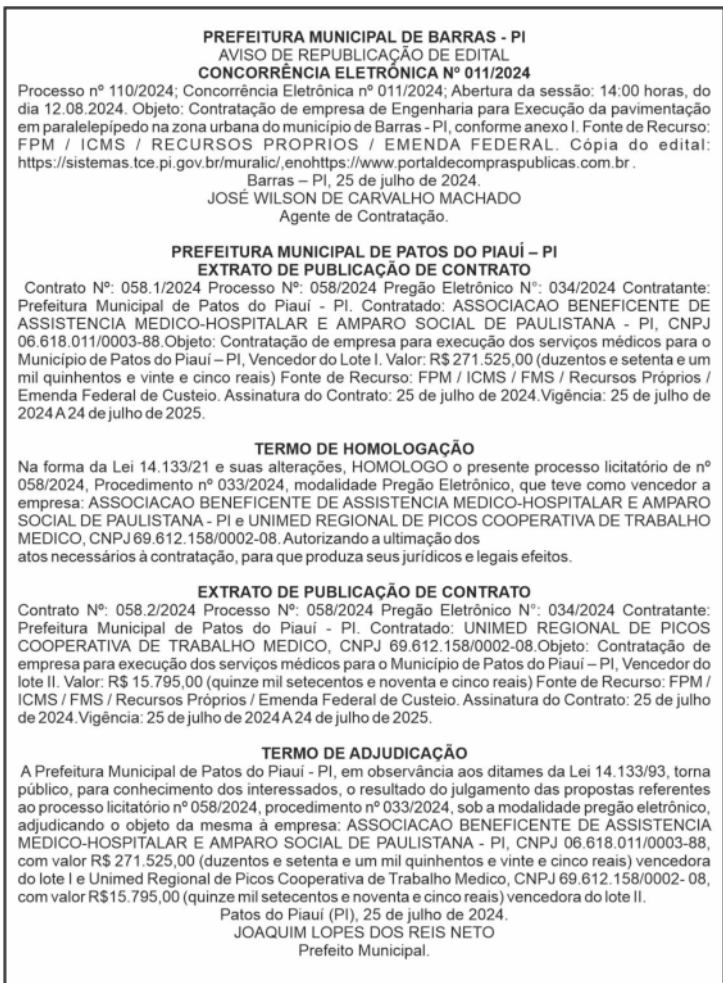 PREFEITURA MUNICIPAL DE BARRAS - PI
AVISO DE REPUBLICAÇÃO DE EDITAL
CONCORRÊNCIA ELETRÔNICA Nº 011/2024
Processo nº 110/2024; Concorrência Eletrônica nº 011/2024; Abertura da sessão: 14:00 horas, do
dia 12.08.2024. Objeto: Contratação de empresa de Engenharia para Execução da pavimentação
em paralelepípedo na zona urbana do município de Barras - PI, conforme anexo I. Fonte de Recurso:
FPM / ICMS / RECURSOS PROPRIOS / EMENDA FEDERAL. Cópia do edital:
https://sistemas.tce.pi.gov.br/muralic/,enohttps://www.portaldecompraspublicas.com.br .
Barras – PI, 25 de julho de 2024.
JOSÉ WILSON DE CARVALHO MACHADO
Agente de Contratação.
PREFEITURA MUNICIPAL DE PATOS DO PIAUÍ – PI
EXTRATO DE PUBLICAÇÃO DE CONTRATO
Contrato Nº: 058.1/2024 Processo Nº: 058/2024 Pregão Eletrônico N°: 034/2024 Contratante:
Prefeitura Municipal de Patos do Piauí - PI. Contratado: ASSOCIACAO BENEFICENTE DE
ASSISTENCIA MEDICO-HOSPITALAR E AMPARO SOCIAL DE PAULISTANA - PI, CNPJ
06.618.011/0003-88.Objeto: Contratação de empresa para execução dos serviços médicos para o
Município de Patos do Piauí – PI, Vencedor do Lote I. Valor: R$ 271.525,00 (duzentos e setenta e um
mil quinhentos e vinte e cinco reais) Fonte de Recurso: FPM / ICMS / FMS / Recursos Próprios /
Emenda Federal de Custeio. Assinatura do Contrato: 25 de julho de 2024.Vigência: 25 de julho de
2024 A 24 de julho de 2025.
TERMO DE HOMOLOGAÇÃO
Na forma da Lei 14.133/21 e suas alterações, HOMOLOGO o presente processo licitatório de nº
058/2024, Procedimento nº 033/2024, modalidade Pregão Eletrônico, que teve como vencedor a
empresa: ASSOCIACAO BENEFICENTE DE ASSISTENCIA MEDICO-HOSPITALAR E AMPARO
SOCIAL DE PAULISTANA - PI e UNIMED REGIONAL DE PICOS COOPERATIVA DE TRABALHO
MEDICO, CNPJ 69.612.158/0002-08. Autorizando a ultimação dos
atos necessários à contratação, para que produza seus jurídicos e legais efeitos.
EXTRATO DE PUBLICAÇÃO DE CONTRATO
Contrato Nº: 058.2/2024 Processo Nº: 058/2024 Pregão Eletrônico N°: 034/2024 Contratante:
Prefeitura Municipal de Patos do Piauí - PI. Contratado: UNIMED REGIONAL DE PICOS
COOPERATIVA DE TRABALHO MEDICO, CNPJ 69.612.158/0002-08.Objeto: Contratação de
empresa para execução dos serviços médicos para o Município de Patos do Piauí – PI, Vencedor do
lote II. Valor: R$ 15.795,00 (quinze mil setecentos e noventa e cinco reais) Fonte de Recurso: FPM /
ICMS / FMS / Recursos Próprios / Emenda Federal de Custeio. Assinatura do Contrato: 25 de julho
de 2024.Vigência: 25 de julho de 2024 A 24 de julho de 2025.
TERMO DE ADJUDICAÇÃO
A Prefeitura Municipal de Patos do Piauí - PI, em observância aos ditames da Lei 14.133/93, torna
público, para conhecimento dos interessados, o resultado do julgamento das propostas referentes
ao processo licitatório nº 058/2024, procedimento nº 033/2024, sob a modalidade pregão eletrônico,
adjudicando o objeto da mesma à empresa: ASSOCIACAO BENEFICENTE DE ASSISTENCIA
MEDICO-HOSPITALAR E AMPARO SOCIAL DE PAULISTANA - PI, CNPJ 06.618.011/0003-88,
com valor R$ 271.525,00 (duzentos e setenta e um mil quinhentos e vinte e cinco reais) vencedora
do lote I e Unimed Regional de Picos Cooperativa de Trabalho Medico, CNPJ 69.612.158/0002- 08,
com valor R$15.795,00 (quinze mil setecentos e noventa e cinco reais) vencedora do lote II.
Patos do Piauí (PI), 25 de julho de 2024.
JOAQUIM LOPES DOS REIS NETO
Prefeito Municipal.